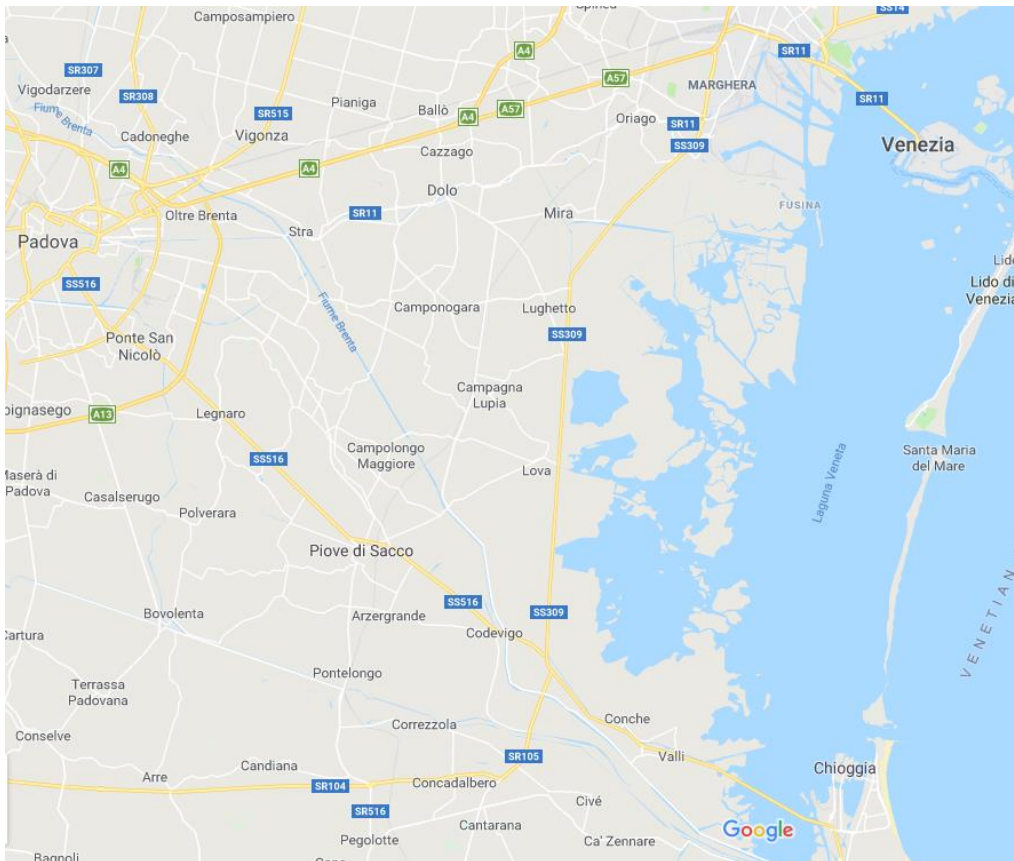 Camposampiero
Spinea
SS14
A4
SR11
SR307
A57
MARGHERA
Vigodarzere
SR308
Pianiga
Ballò
A57
SR11
Fiume Brenta
SR515
A4
Oriago
SR11
Cadoneghe
Vigonza
SS309
Venezia
Cazzago
A4
A4
Dolo
FUSINA
Oltre Brenta
SR11
Mira
Stra
Padova
Lido
SS516
Lido di
Venezia
Fiume Brenta
Camponogara
Lughetto
SS309
Ponte San
Nicolò
Campagna
Lupia
pignasego
A13
Legnaro
Campolongo
Maggiore
Santa Maria
del Mare
SS516
Lova
Laguna Veneta
Maserà di
Padova
Casalserugo
Polverara
Piove di Sacco
SS516
SS309
Bovolenta
Arzergrande
Codevigo
VENETIAN
Cartura
Pontelongo
Terrassa
Padovana
Correzzola
Conche
Conselve
SR105
Valli
Candiana
Chioggia
Arre
SR104
Concadalbero
SR516
Civé
Cantarana
Google
Pegolotte
Ca' Zennare
Bagnoli